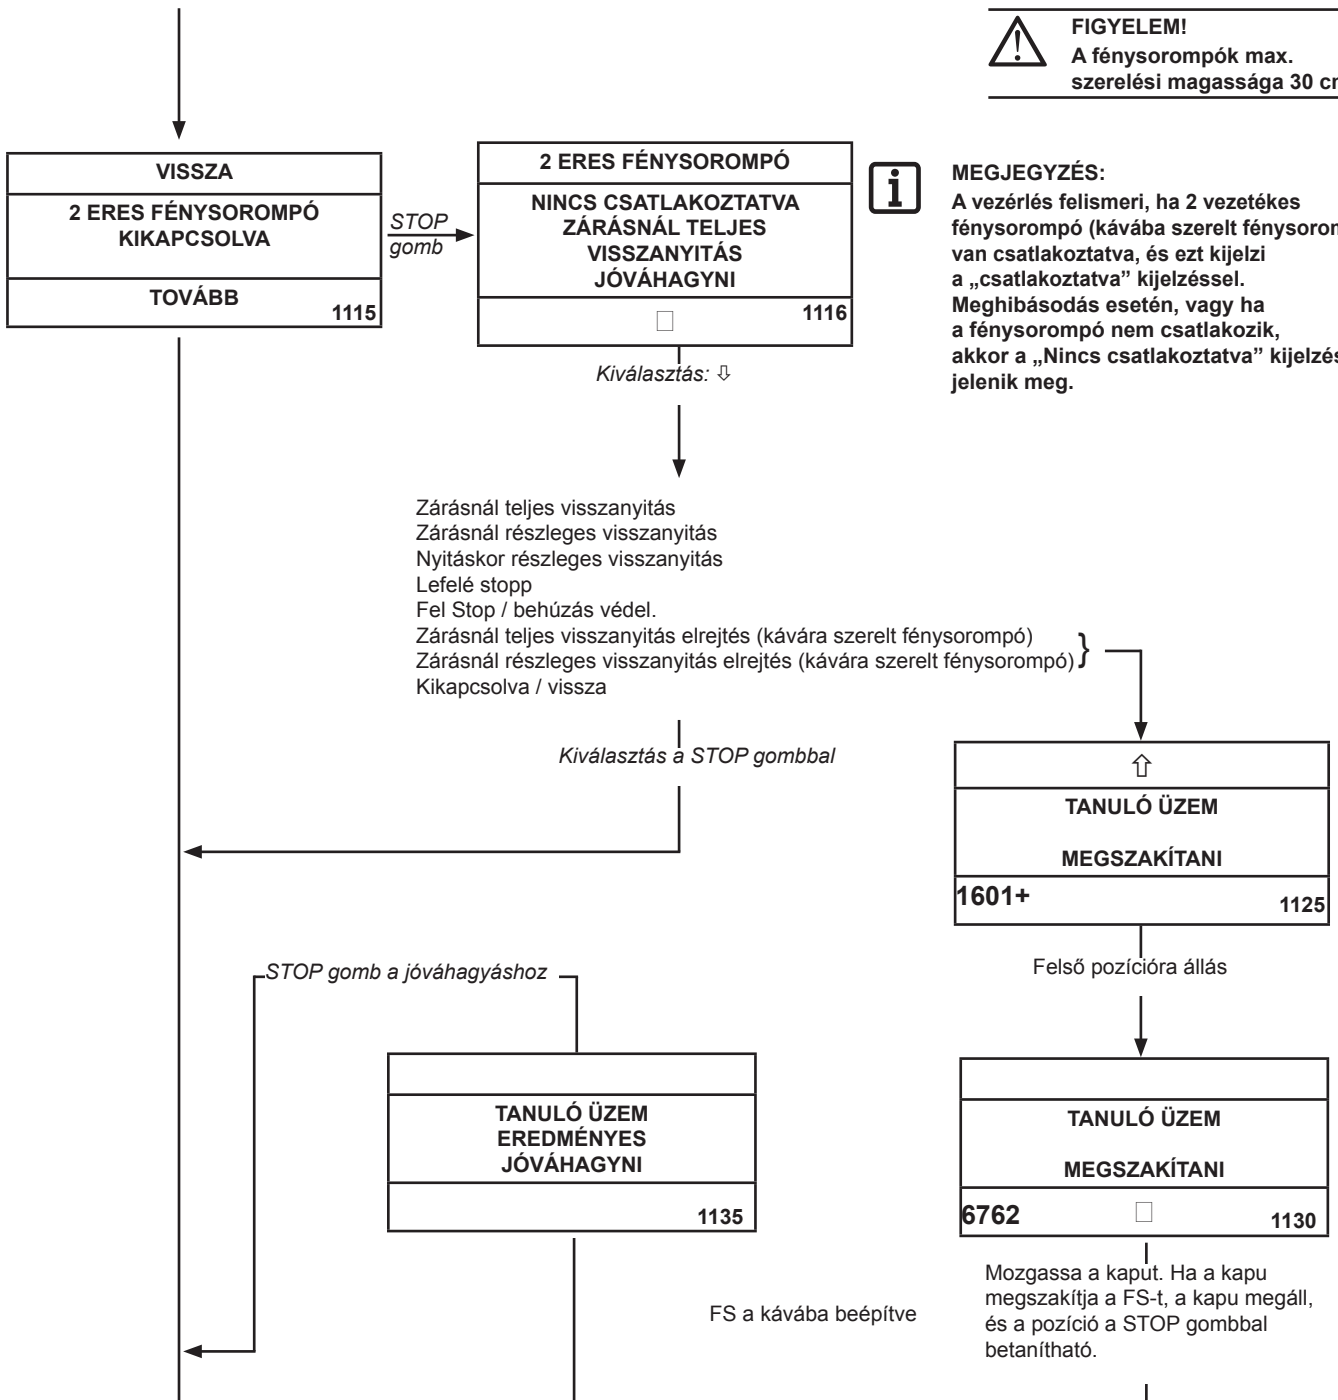 FIGYELEM!
A fénysorompók max.
szerelési magassága 30 cm
VISSZA
2 ERES FÉNYSOROMPÓ
KIKAPCSOLVA
TOVÁBB
1115
STOP
gomb
2 ERES FÉNYSOROMPÓ
NINCS CSATLAKOZTATVA
ZÁRÁSNÁL TELJES
VISSZANYITÁS
JÓVÁHAGYNI
1116
Kiválasztás: ⇩
MEGJEGYZÉS:
A vezérlés felismeri, ha 2 vezetékes
fénysorompó (kávába szerelt
van csatlakoztatva, és ezt kijelzi
a „csatlakoztatva” kijelzéssel.
Meghibásodás esetén, vagy ha
a fénysorompó nem csatlakozik,
akkor a „Nincs csatlakoztatva”
jelenik meg.
Zárásnál teljes visszanyitás
Zárásnál részleges visszanyitás
Nyitáskor részleges visszanyitás
Lefelé stopp
Fel Stop / behúzás védel.
Zárásnál teljes visszanyitás elrejtés (kávára szerelt fénysorompó)
Zárásnál részleges visszanyitás elrejtés (kávára szerelt fénysorompó)
Kikapcsolva / vissza
Kiválasztás a STOP gombbal
⇧
TANULÓ ÜZEM
MEGSZAKÍTANI
1601+
1125
Felső pozícióra állás
STOP gomb a jóváhagyáshoz
TANULÓ ÜZEM
EREDMÉNYES
JÓVÁHAGYNI
1135
TANULÓ ÜZEM
MEGSZAKÍTANI
6762
1130
FS a kávába beépítve
Mozgassa a kaput. Ha a kapu
megszakítja a FS-t, a kapu megáll,
és a pozíció a STOP gombbal
betanítható.